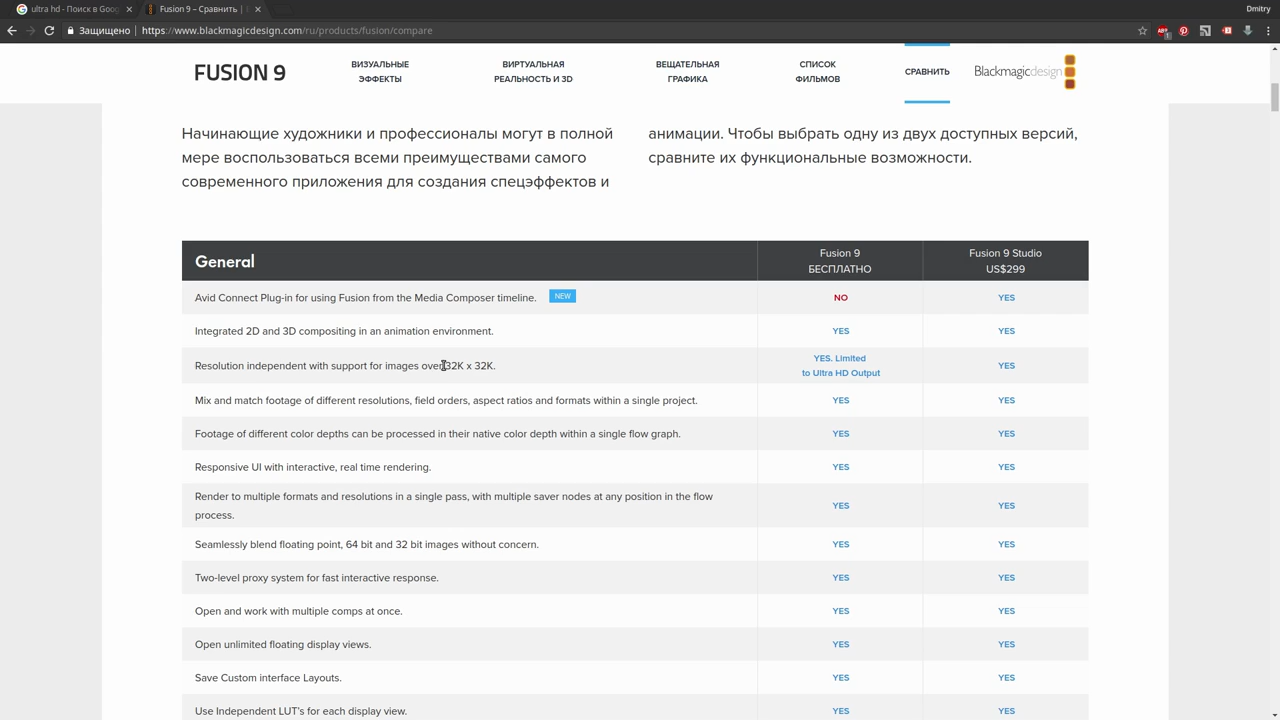 ultra hd - Поиск в Goog
Fusion 9 – Сравнить |
Dmitry
Защищено
https://www.blackmagicdesign.com/ru/products/fusion/compare
FUSION 9
ВИЗУАЛЬНЫЕ
ЭФФЕКТЫ
ВИРТУАЛЬНАЯ
РЕАЛЬНОСТЬ И 3D
ВЕЩАТЕЛЬНАЯ
ГРАФИКА
СПИСОК
ФИЛЬМОВ
СРАВНИТЬ
Blackmagicdesign
Начинающие художники и профессионалы могут в полной
мере воспользоваться всеми преимуществами самого
современного приложения для создания спецэффектов и
анимации. Чтобы выбрать одну из двух доступных версий,
сравните их функциональные возможности.
General
Fusion 9
БЕСПЛАТНО
Fusion 9 Studio
US$299
Avid Connect Plug-in for using Fusion from the Media Composer timeline. NEW
NO
YES
Integrated 2D and 3D compositing in an animation environment.
YES
YES
Resolution independent with support for images over 32K x 32K.
YES. Limited
to Ultra HD Output
YES
Mix and match footage of different resolutions, field orders, aspect ratios and formats within a single project.
YES
YES
Footage of different color depths can be processed in their native color depth within a single flow graph.
YES
YES
Responsive UI with interactive, real time rendering.
YES
YES
Render to multiple formats and resolutions in a single pass, with multiple saver nodes at any position in the flow
process.
YES
YES
Seamlessly blend floating point, 64 bit and 32 bit images without concern.
YES
YES
Two-level proxy system for fast interactive response.
YES
YES
Open and work with multiple comps at once.
YES
YES
Open unlimited floating display views.
YES
YES
Save Custom interface Layouts.
YES
YES
Use Independent LUT's for each display view.
YES
YES